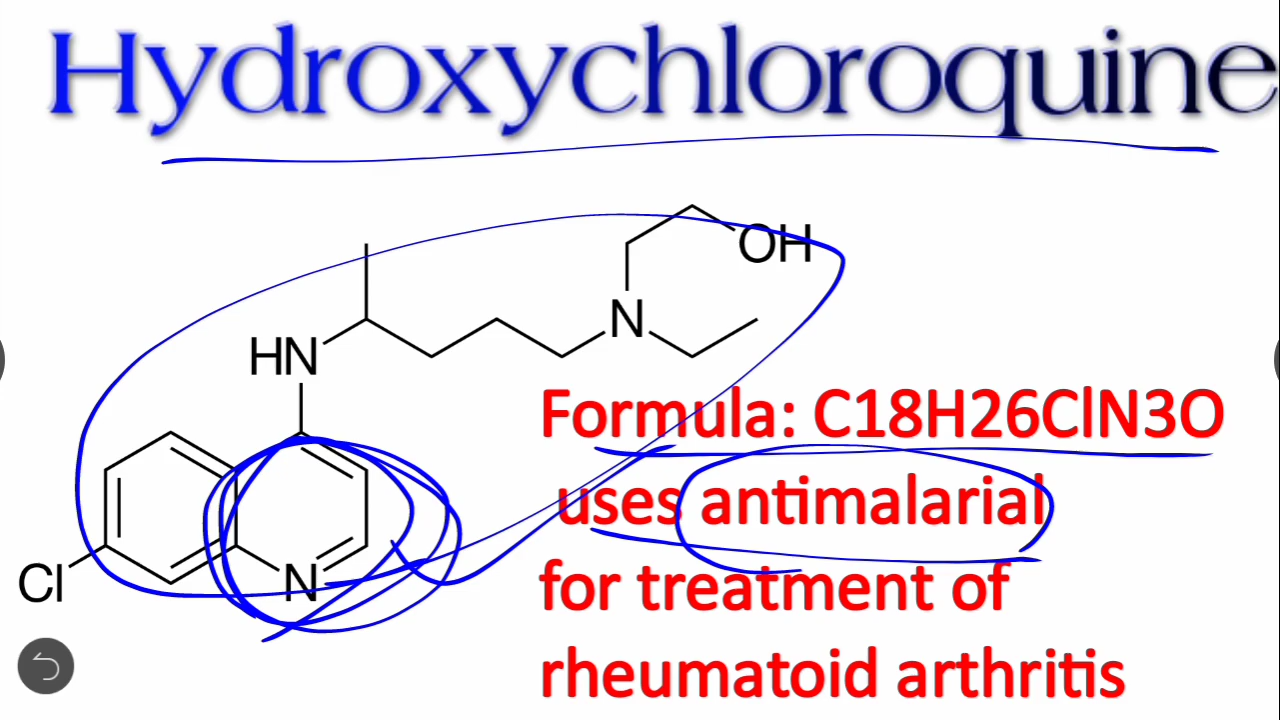 Hydroxychloroquine
OH
N
HN
Formula: C18H26ClN3O
uses antimalarial
Cl
N
for treatment of
rheumatoid arthritis